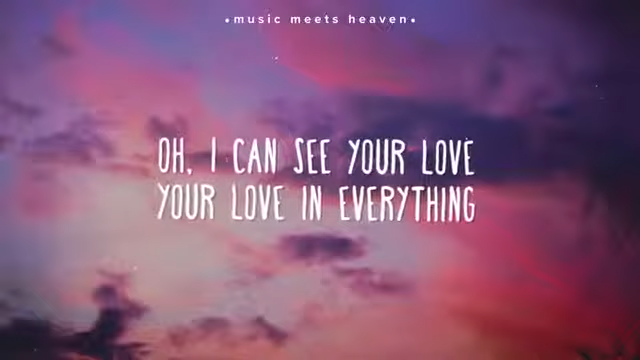 •music meets heaven•
OH, I CAN SEE YOUR LOVE
YOUR LOVE IN EVERYTHING